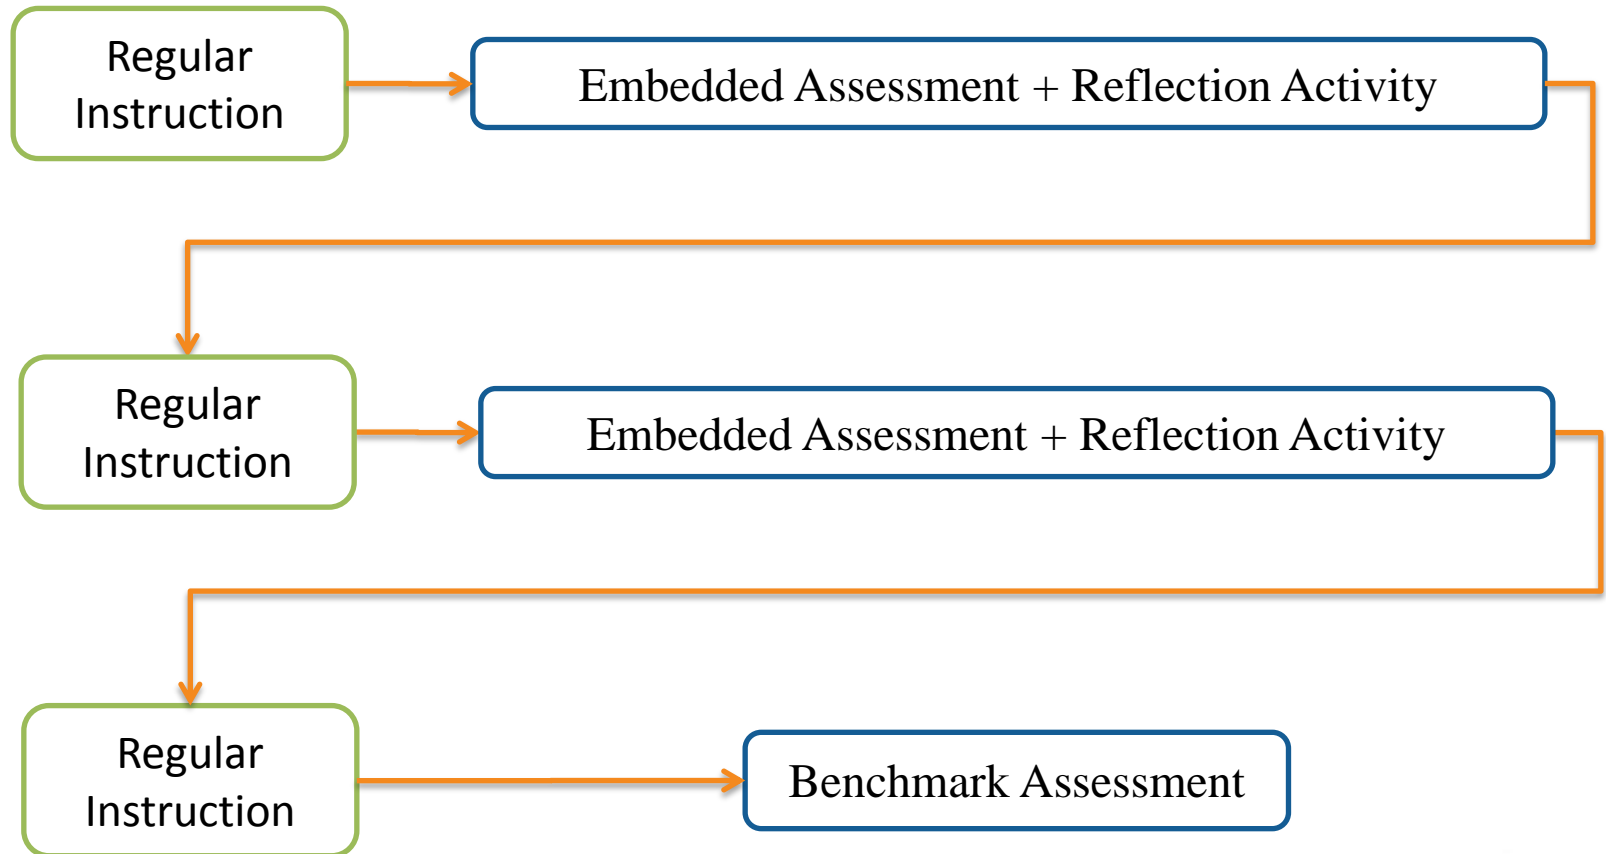 Regular
Instruction
Embedded Assessment + Reflection Activity
Regular
Instruction
Embedded Assessment + Reflection Activity
Regular
Instruction
Benchmark Assessment